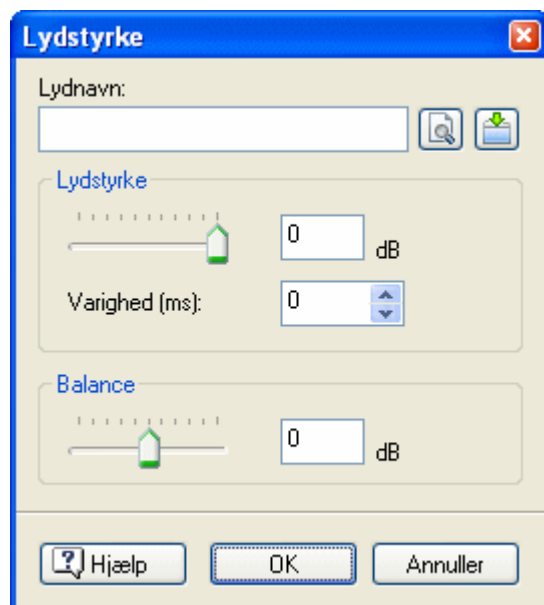 Lydstyrke
Lydnavn:
Lydstyrke
0 dB
Varighed (ms): 0
Balance
0 dB
Hjælp OK Annuller